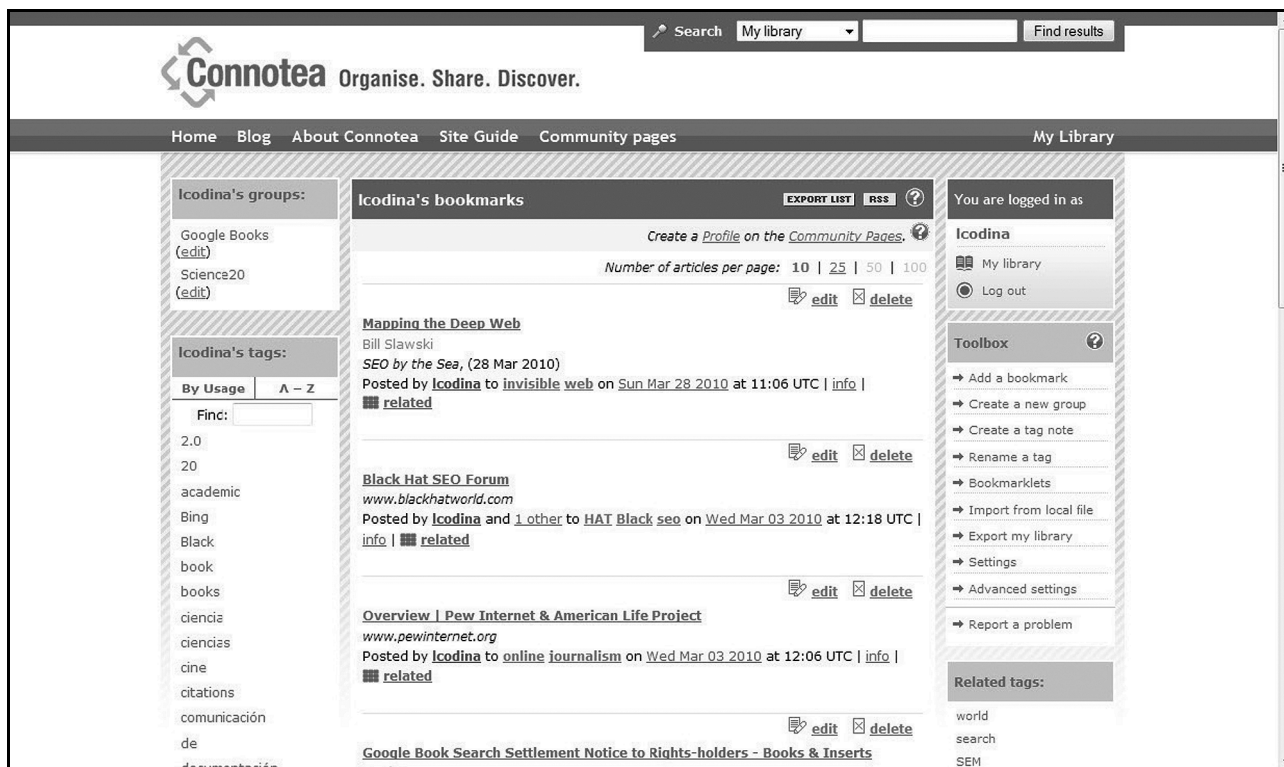 Search My library Find results
Connotea Organise. Share. Discover.
Home Blog About Connotea Site Guide Community pages My Library
lcodina's groups:
Google Books
(edit)
Science20
(edit)
lcodina's tags:
By Usage A – Z
Find:
2.0
20
academic
Bing
Black
book
books
ciencia
ciencias
cine
citations
comunicación
de
documentación
lcodina's bookmarks EXPORT LIST RSS ?
Create a Profile on the Community Pages. ?
Number of articles per page: 10 | 25 | 50 | 100
edit delete
Mapping the Deep Web
Bill Slawski
SEO by the Sea, (28 Mar 2010)
Posted by lcodina to invisible web on Sun Mar 28 2010 at 11:06 UTC | info |
related
edit delete
Black Hat SEO Forum
www.blackhatworld.com
Posted by lcodina and 1 other to HAT Black seo on Wed Mar 03 2010 at 12:18 UTC |
info | related
edit delete
Overview | Pew Internet & American Life Project
www.pewinternet.org
Posted by lcodina to online journalism on Wed Mar 03 2010 at 12:06 UTC | info |
related
edit delete
Google Book Search Settlement Notice to Rights-holders - Books & Inserts
You are logged in as
lcodina
My library
Log out
Toolbox ?
Add a bookmark
Create a new group
Create a tag note
Rename a tag
Bookmarklets
Import from local file
Export my library
Settings
Advanced settings
Report a problem
Related tags:
world
search
SEM